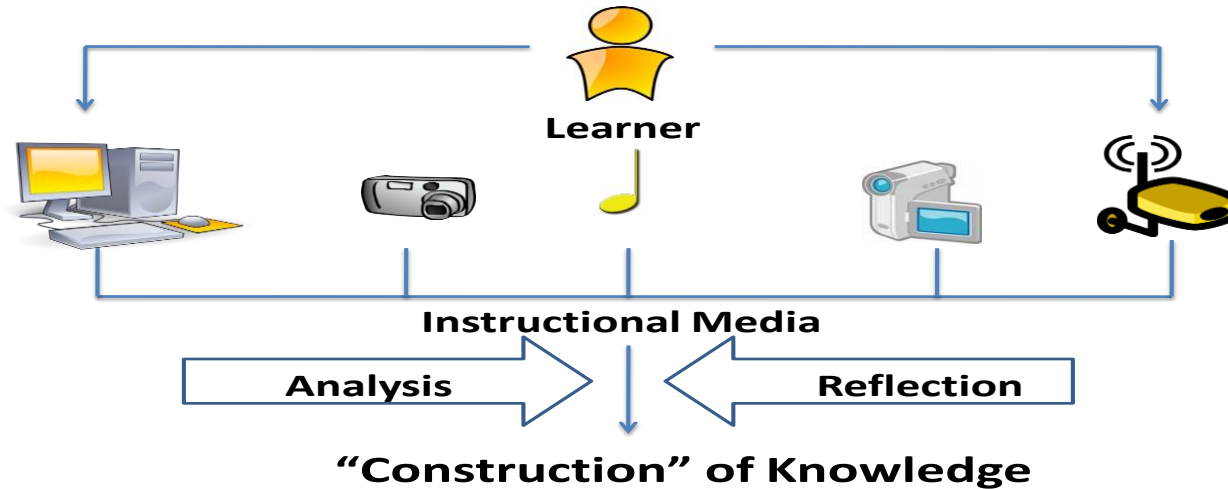 Learner
Instructional Media
Analysis
Reflection
“Construction” of Knowledge